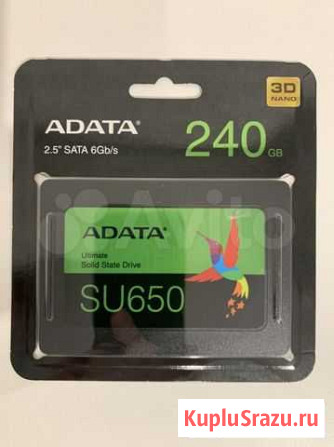 3D
NAND
ADATA®
2.5" SATA 6Gb/s
240 GB
Avito
ADATA®
Ultimate
Solid State Drive
SU650
KupluSrazu.ru